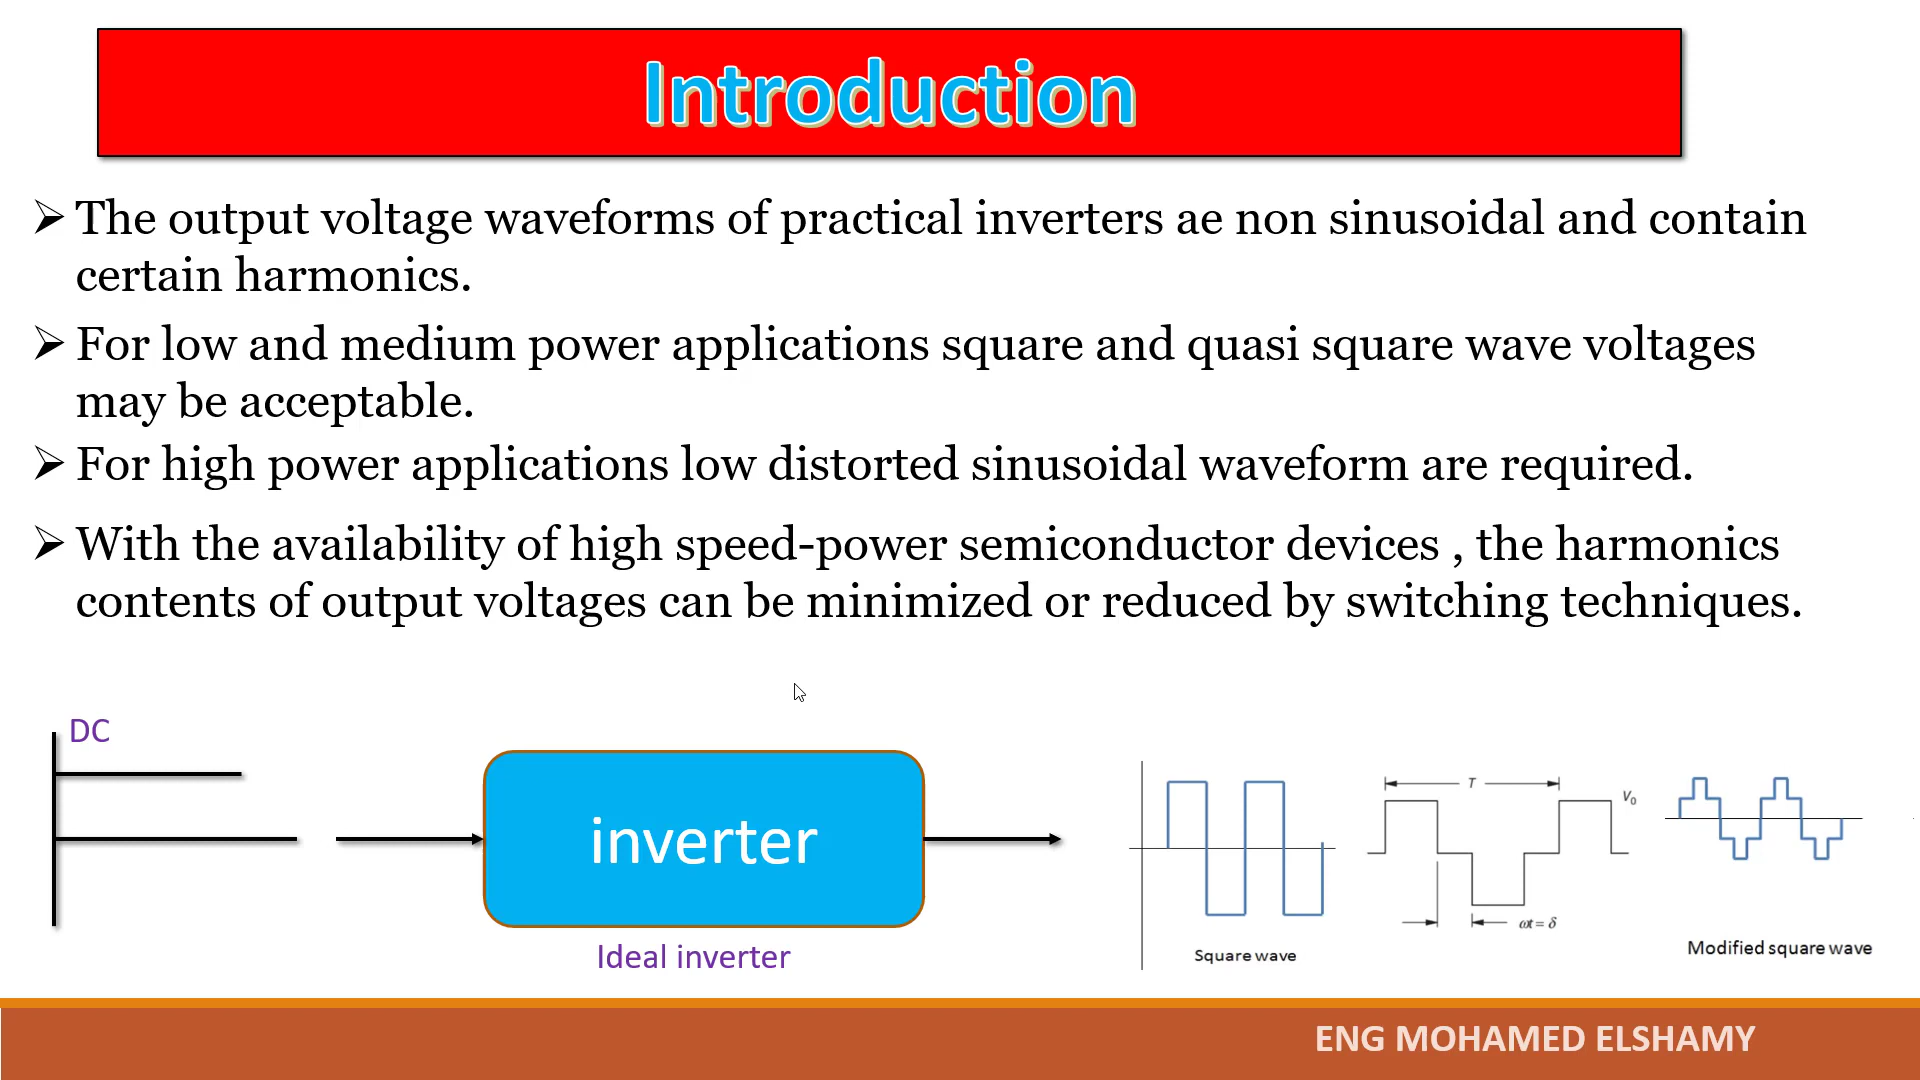 Introduction
➢ The output voltage waveforms of practical inverters ae non sinusoidal and contain
certain harmonics.
➢ For low and medium power applications square and quasi square wave voltages
may be acceptable.
➢ For high power applications low distorted sinusoidal waveform are required.
➢ With the availability of high speed-power semiconductor devices , the harmonics
contents of output voltages can be minimized or reduced by switching techniques.
DC
inverter
Ideal inverter
Square wave
T
V₀
ωt = δ
Modified square wave
ENG MOHAMED ELSHAMY